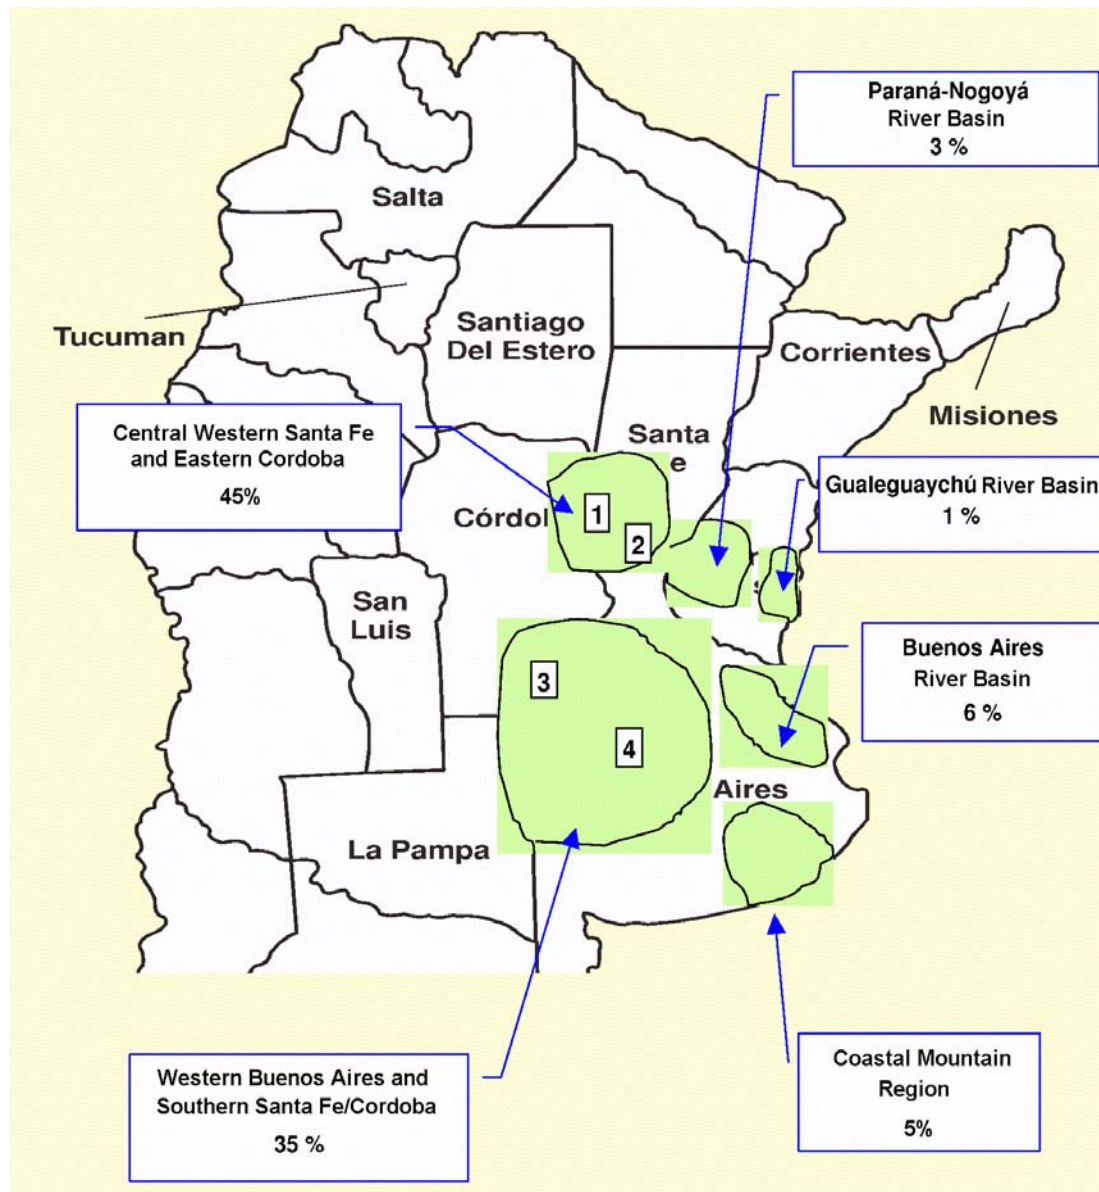 Paraná-Nogoyá
River Basin
3 %
Salta
Tucuman
Santiago
Del Estero
Corrientes
Misiones
Central Western Santa Fe
and Eastern Cordoba
45%
Santa
e
Gualeguaychú River Basin
1 %
Córdol
1
2
San
Luis
Buenos Aires
River Basin
6 %
3
4
Aires
La Pampa
Western Buenos Aires and
Southern Santa Fe/Cordoba
35 %
Coastal Mountain
Region
5%